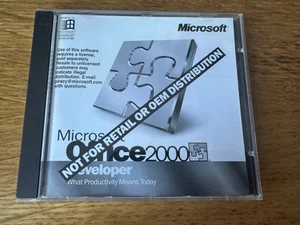 Microsoft
Use of this software
requires a license,
sold separately.
Resale to unlicensed
customers may
indicate illegal
distribution. E-mail
piracy@microsoft.com
with questions.
NOT FOR RETAIL OR OEM DISTRIBUTION
Micros
Office 2000
eveloper
What Productivity Means Today